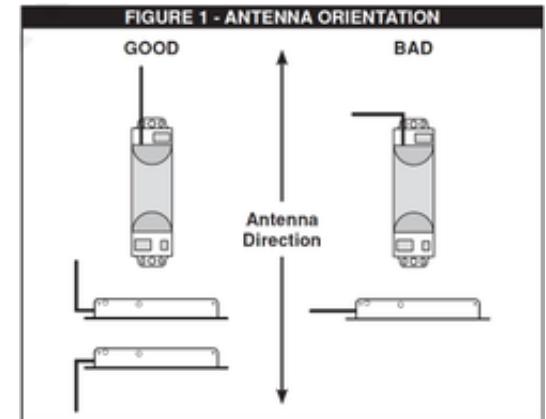 FIGURE 1 - ANTENNA ORIENTATION
GOOD
BAD
Antenna
Direction